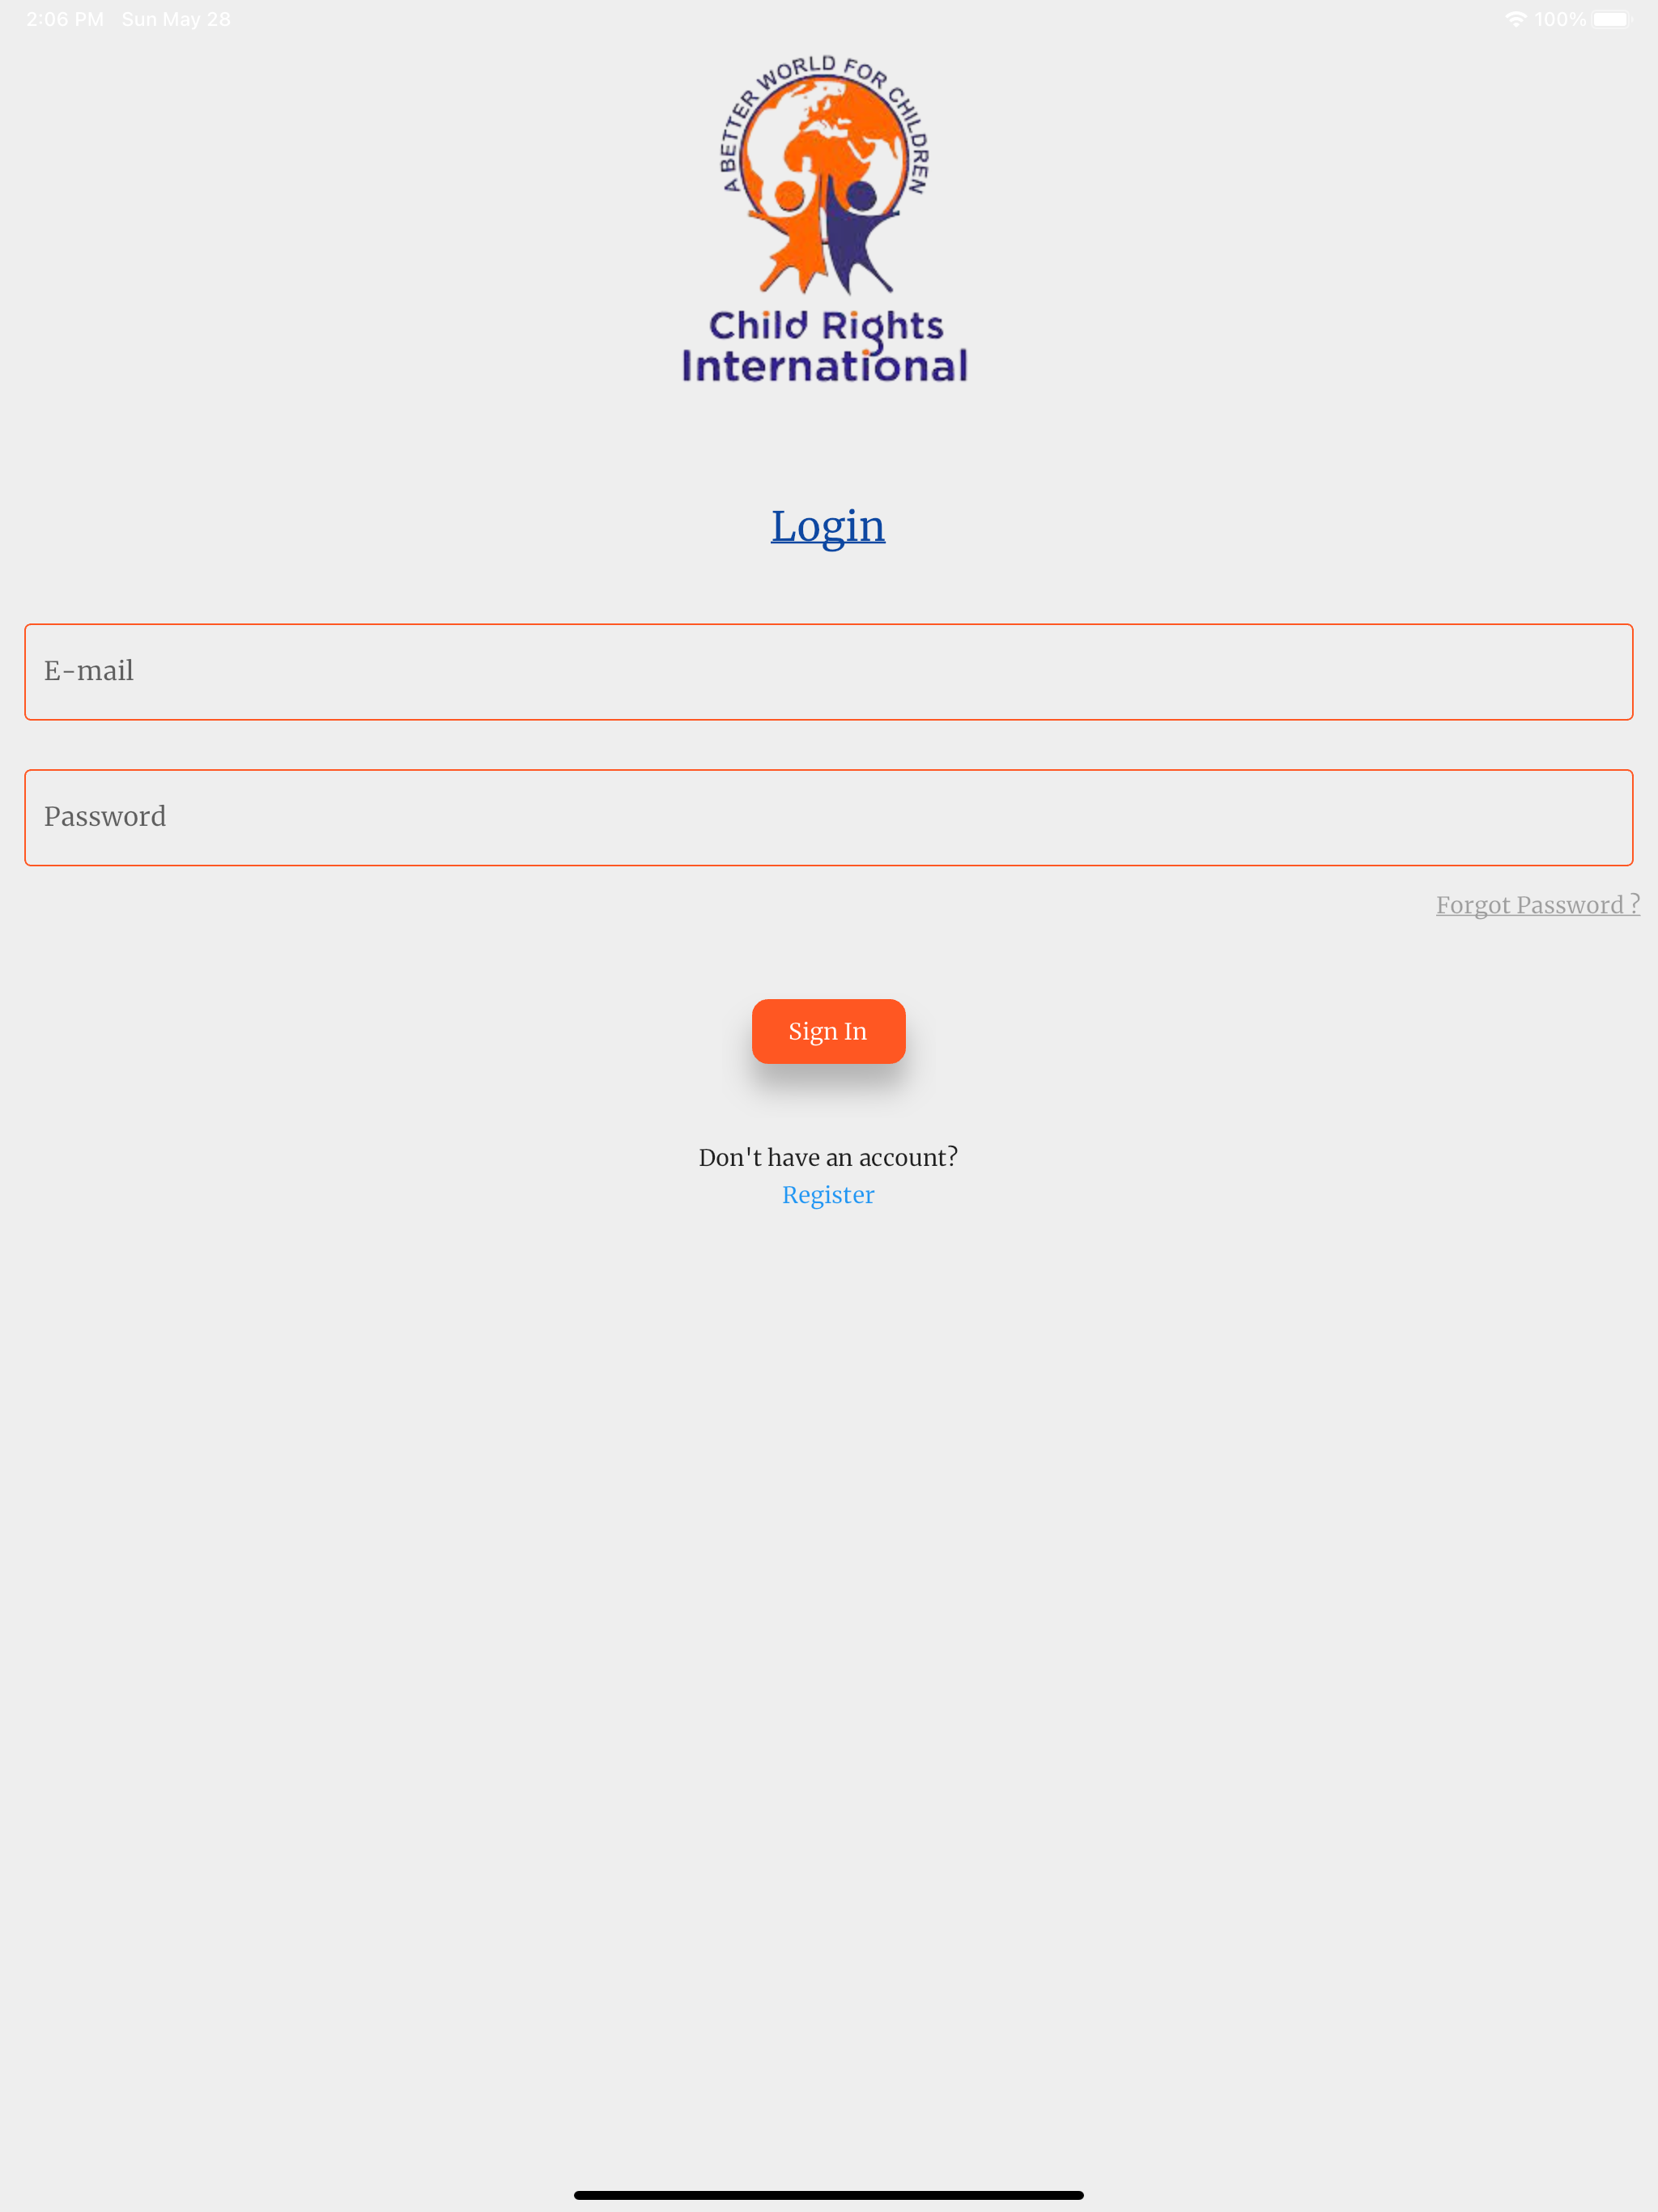 2:06 PM Sun May 28 100%
A BETTER WORLD FOR CHILDREN
Child Rights
International
Login
E-mail
Password
Forgot Password ?
Sign In
Don't have an account?
Register